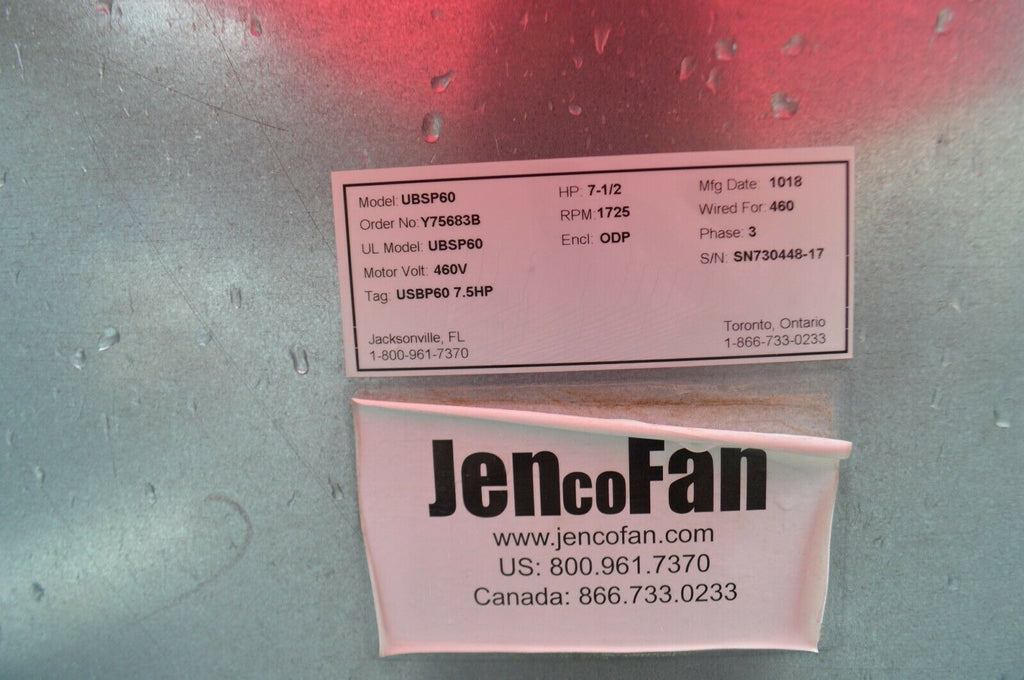 Model: UBSP60
Order No: Y75683B
UL Model: UBSP60
Motor Volt: 460V
Tag: USBP60 7.5HP
HP: 7-1/2
RPM: 1725
Encl: ODP
Mfg Date: 1018
Wired For: 460
Phase: 3
S/N: SN730448-17
Jacksonville, FL
1-800-961-7370
Toronto, Ontario
1-866-733-0233
JencoFan
www.jencofan.com
US: 800.961.7370
Canada: 866.733.0233